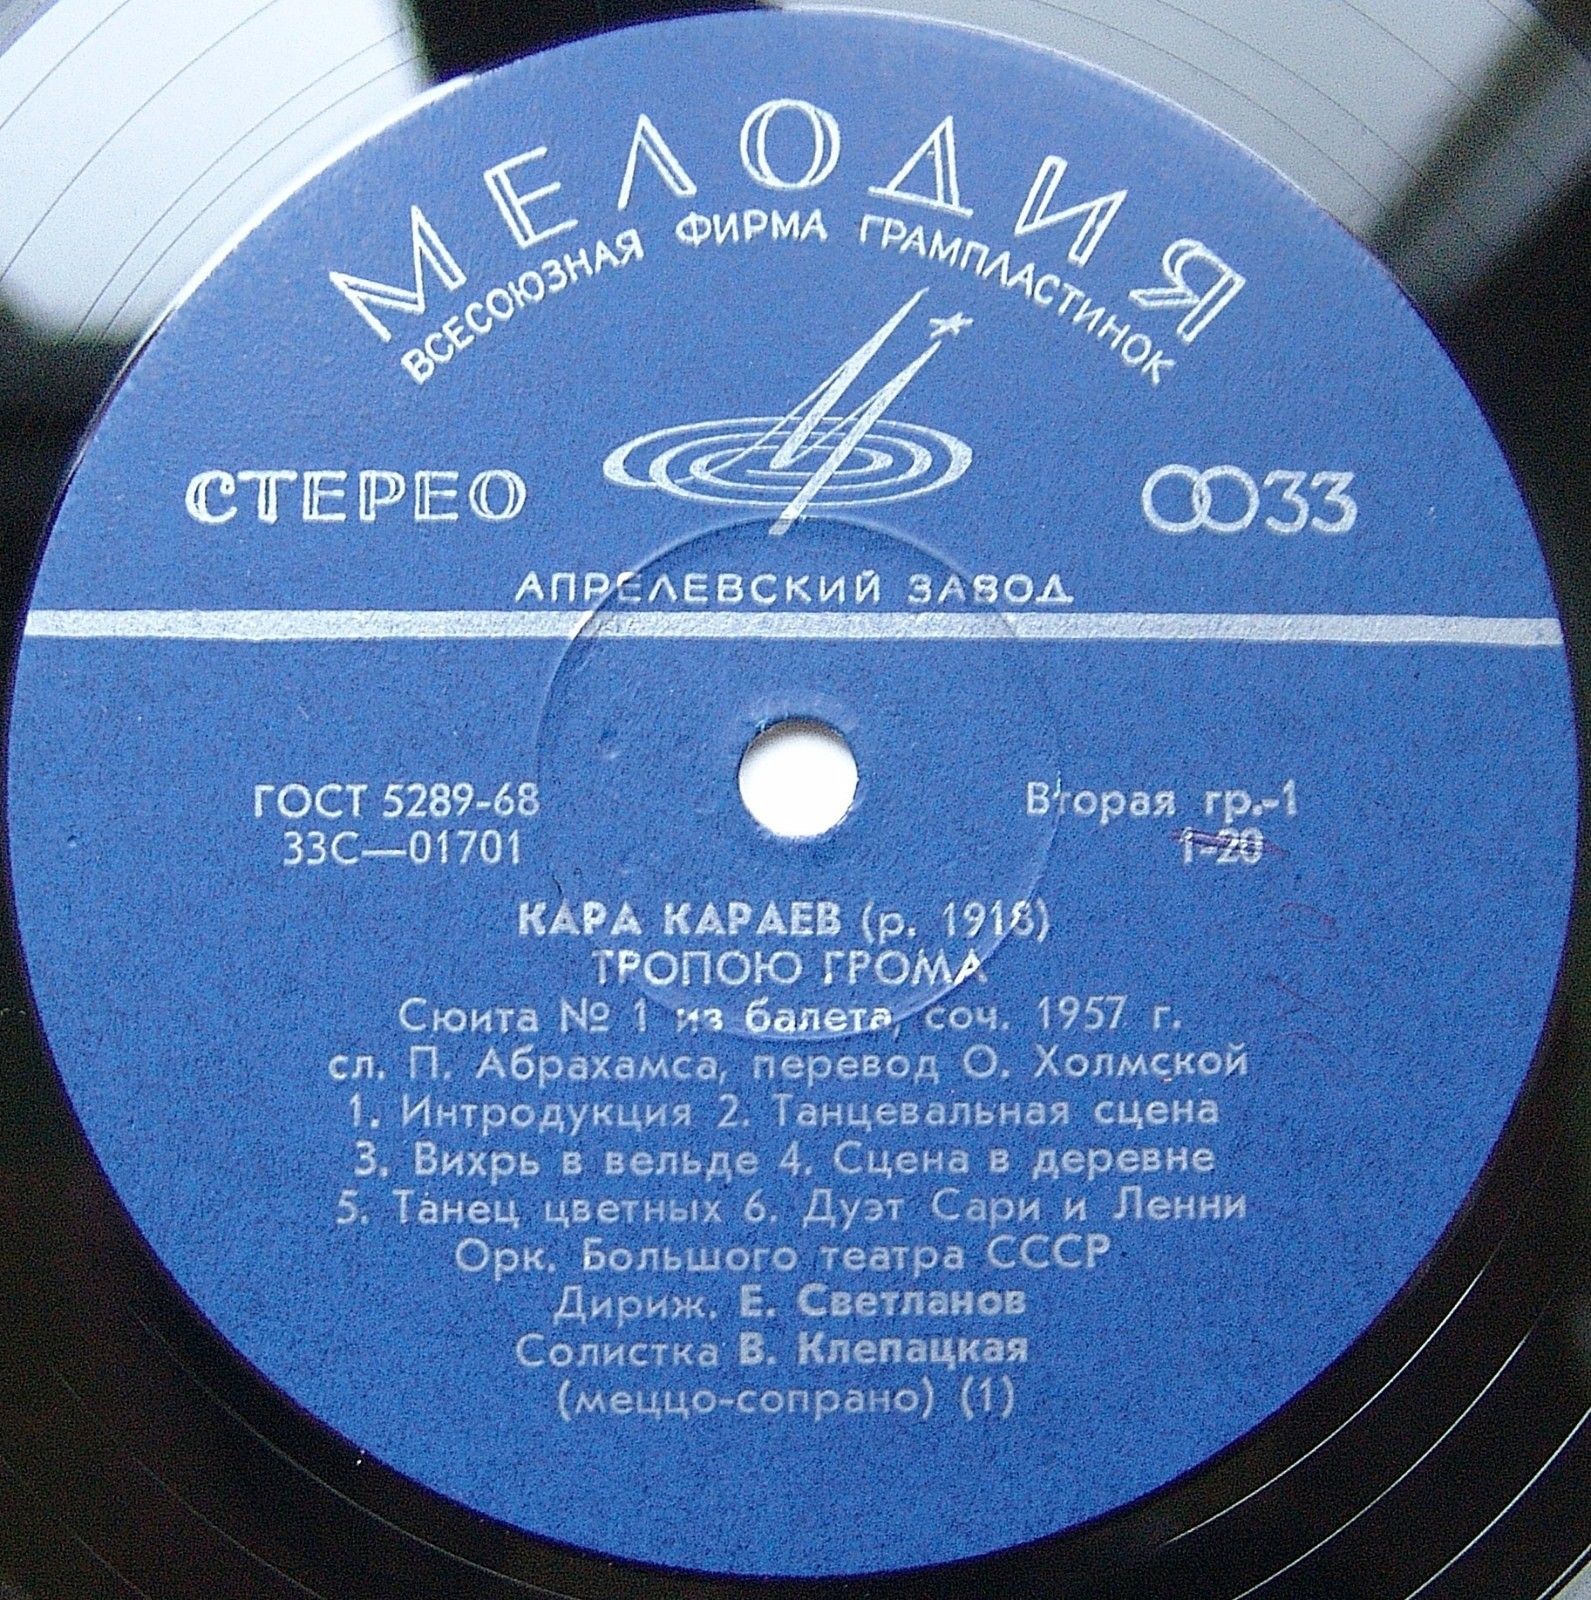 МЕЛОДИЯ
ВСЕСОЮЗНАЯ ФИРМА ГРАМПЛАСТИНОК
СТЕРЕО
33
АПРЕЛЕВСКИЙ ЗАВОД
ГОСТ 5289-68
Вторая гр.-1
33С—01701
1-20
КАРА КАРАЕВ (р. 1918)
ТРОПОЮ ГРОМА
Сюита № 1 из балета, соч. 1957 г.
сл. П. Абрахамса, перевод О. Холмской
1. Интродукция 2. Танцевальная сцена
3. Вихрь в вельде 4. Сцена в деревне
5. Танец цветных 6. Дуэт Сари и Ленни
Орк. Большого театра СССР
Дириж. Е. Светланов
Солистка В. Клепацкая
(меццо-сопрано) (1)